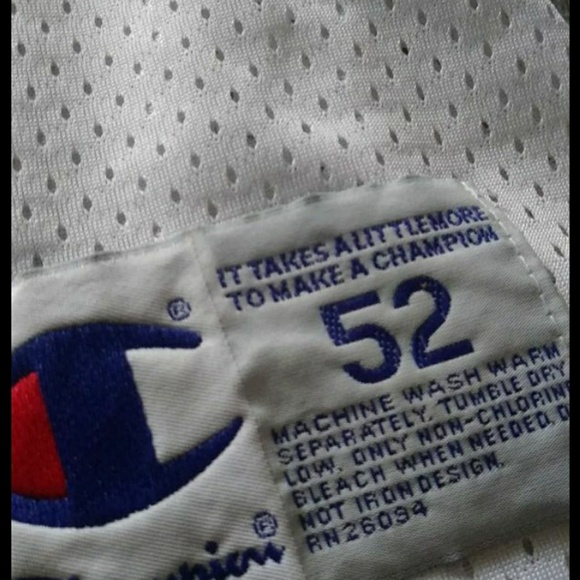 IT TAKES A LITTLE MORE
TO MAKE A CHAMPION
52
MACHINE WASH WARM
SEPARATELY, TUMBLE DRY
LOW. ONLY NON-CHLORINE
BLEACH WHEN NEEDED. D
NOT IRON DESIGN.
RN26094
®
Champion®